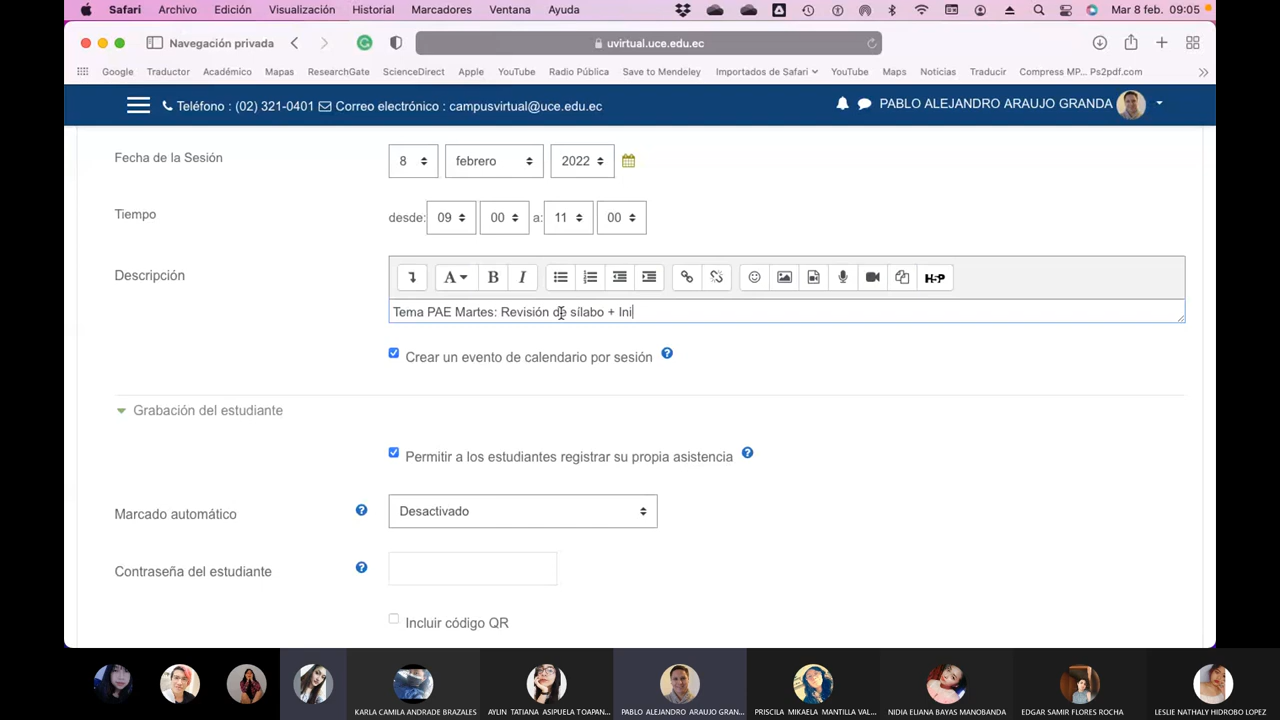 Safari Archivo Edición Visualización Historial Marcadores Ventana Ayuda Mar 8 feb. 09:05
Navegación privada uvirtual.uce.edu.ec
Google Traductor Académico Mapas ResearchGate ScienceDirect Apple YouTube Radio Pública Save to Mendeley Importados de Safari YouTube Maps Noticias Traducir Compress MP... Ps2pdf.com
Teléfono : (02) 321-0401 Correo electrónico : campusvirtual@uce.edu.ec PABLO ALEJANDRO ARAUJO GRANDA
Fecha de la Sesión 8 febrero 2022
Tiempo desde: 09 00 a: 11 00
Descripción A B I H-P
Tema PAE Martes: Revisión de sílabo + Ini
Crear un evento de calendario por sesión ?
Grabación del estudiante
Permitir a los estudiantes registrar su propia asistencia ?
Marcado automático ? Desactivado
Contraseña del estudiante ?
Incluir código QR
KARLA CAMILA ANDRADE BRAZALES AYLIN TATIANA ASIPUELA TOAPAN... PABLO ALEJANDRO ARAUJO GRAN... PRISCILA MIKAELA MANTILLA VAL... NIDIA ELIANA BAYAS MANOBANDA EDGAR SAMIR FLORES ROCHA LESLIE NATHALY HIDROBO LOPEZ